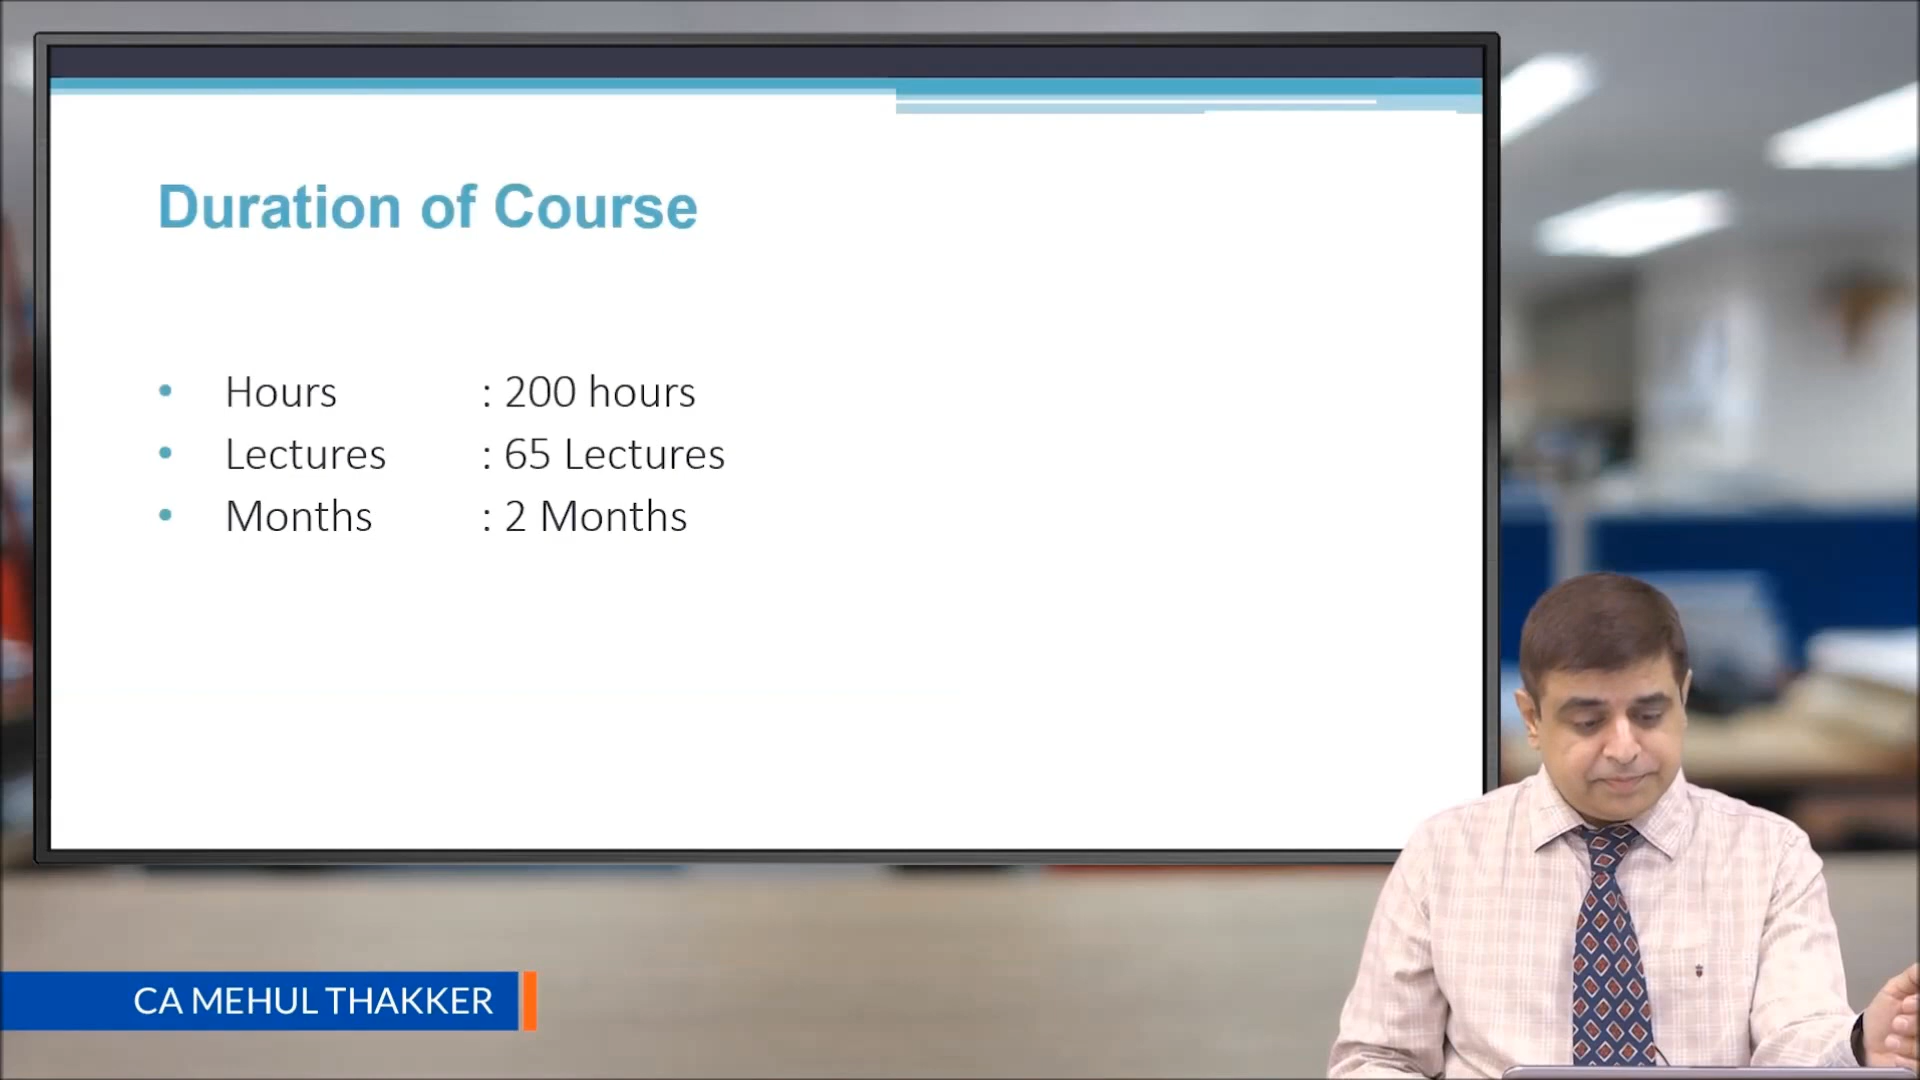 Duration of Course
• Hours : 200 hours
• Lectures : 65 Lectures
• Months : 2 Months
CA MEHUL THAKKER